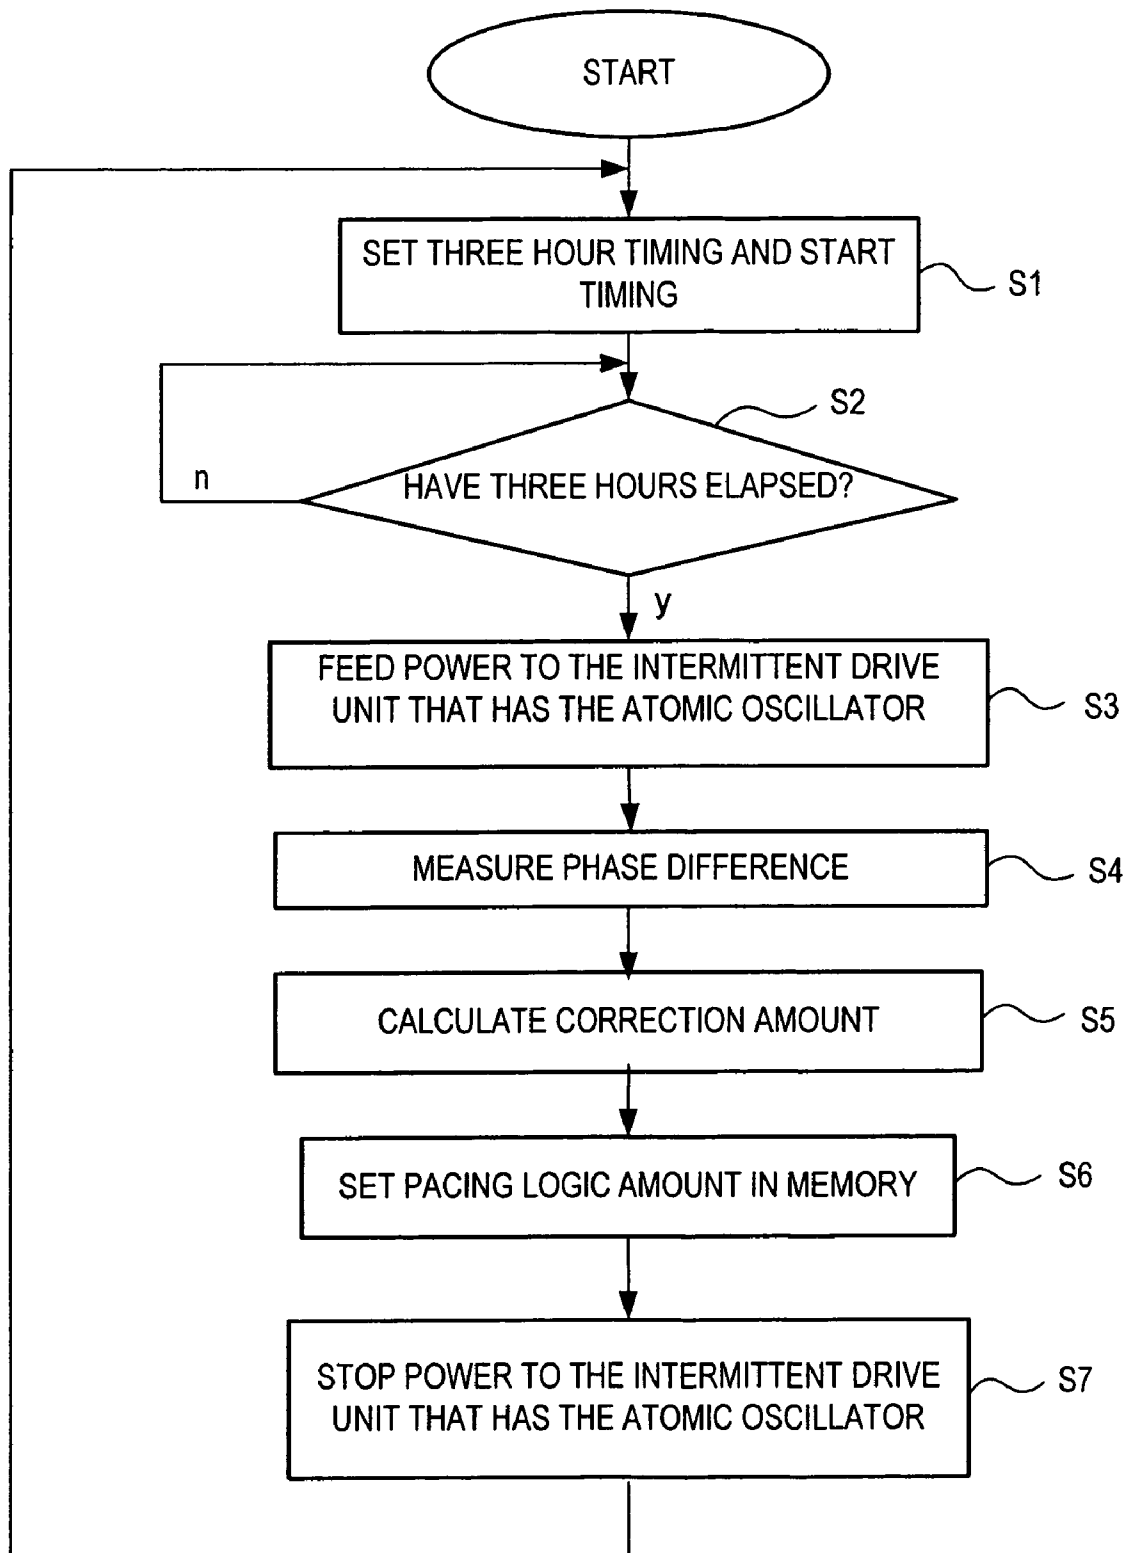 START
SET THREE HOUR TIMING AND START
TIMING
S1
S2
HAVE THREE HOURS ELAPSED?
n
y
FEED POWER TO THE INTERMITTENT DRIVE
UNIT THAT HAS THE ATOMIC OSCILLATOR
S3
MEASURE PHASE DIFFERENCE
S4
CALCULATE CORRECTION AMOUNT
S5
SET PACING LOGIC AMOUNT IN MEMORY
S6
STOP POWER TO THE INTERMITTENT DRIVE
UNIT THAT HAS THE ATOMIC OSCILLATOR
S7